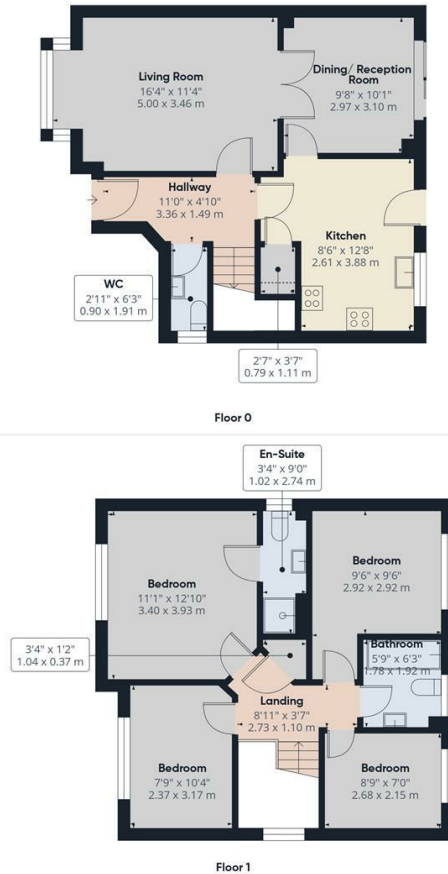 Living Room
16'4" x 11'4"
5.00 x 3.46 m
Dining/ Reception
Room
9'8" x 10'1"
2.97 x 3.10 m
Hallway
11'0" x 4'10"
3.36 x 1.49 m
Kitchen
8'6" x 12'8"
2.61 x 3.88 m
WC
2'11" x 6'3"
0.90 x 1.91 m
2'7" x 3'7"
0.79 x 1.11 m
Floor 0
En-Suite
3'4" x 9'0"
1.02 x 2.74 m
Bedroom
11'1" x 12'10"
3.40 x 3.93 m
Bedroom
9'6" x 9'6"
2.92 x 2.92 m
3'4" x 1'2"
1.04 x 0.37 m
Bathroom
5'9" x 6'3"
1.78 x 1.92 m
Landing
8'11" x 3'7"
2.73 x 1.10 m
Bedroom
7'9" x 10'4"
2.37 x 3.17 m
Bedroom
8'9" x 7'0"
2.68 x 2.15 m
Floor 1